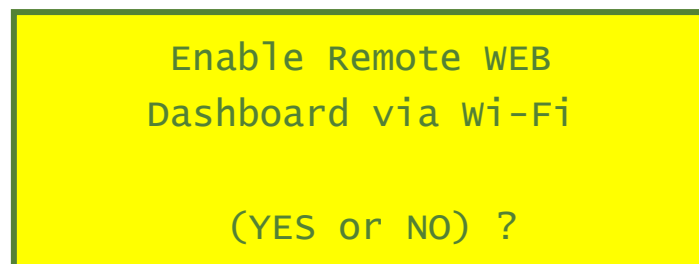 Enable Remote WEB
Dashboard via Wi-Fi
(YES or NO) ?